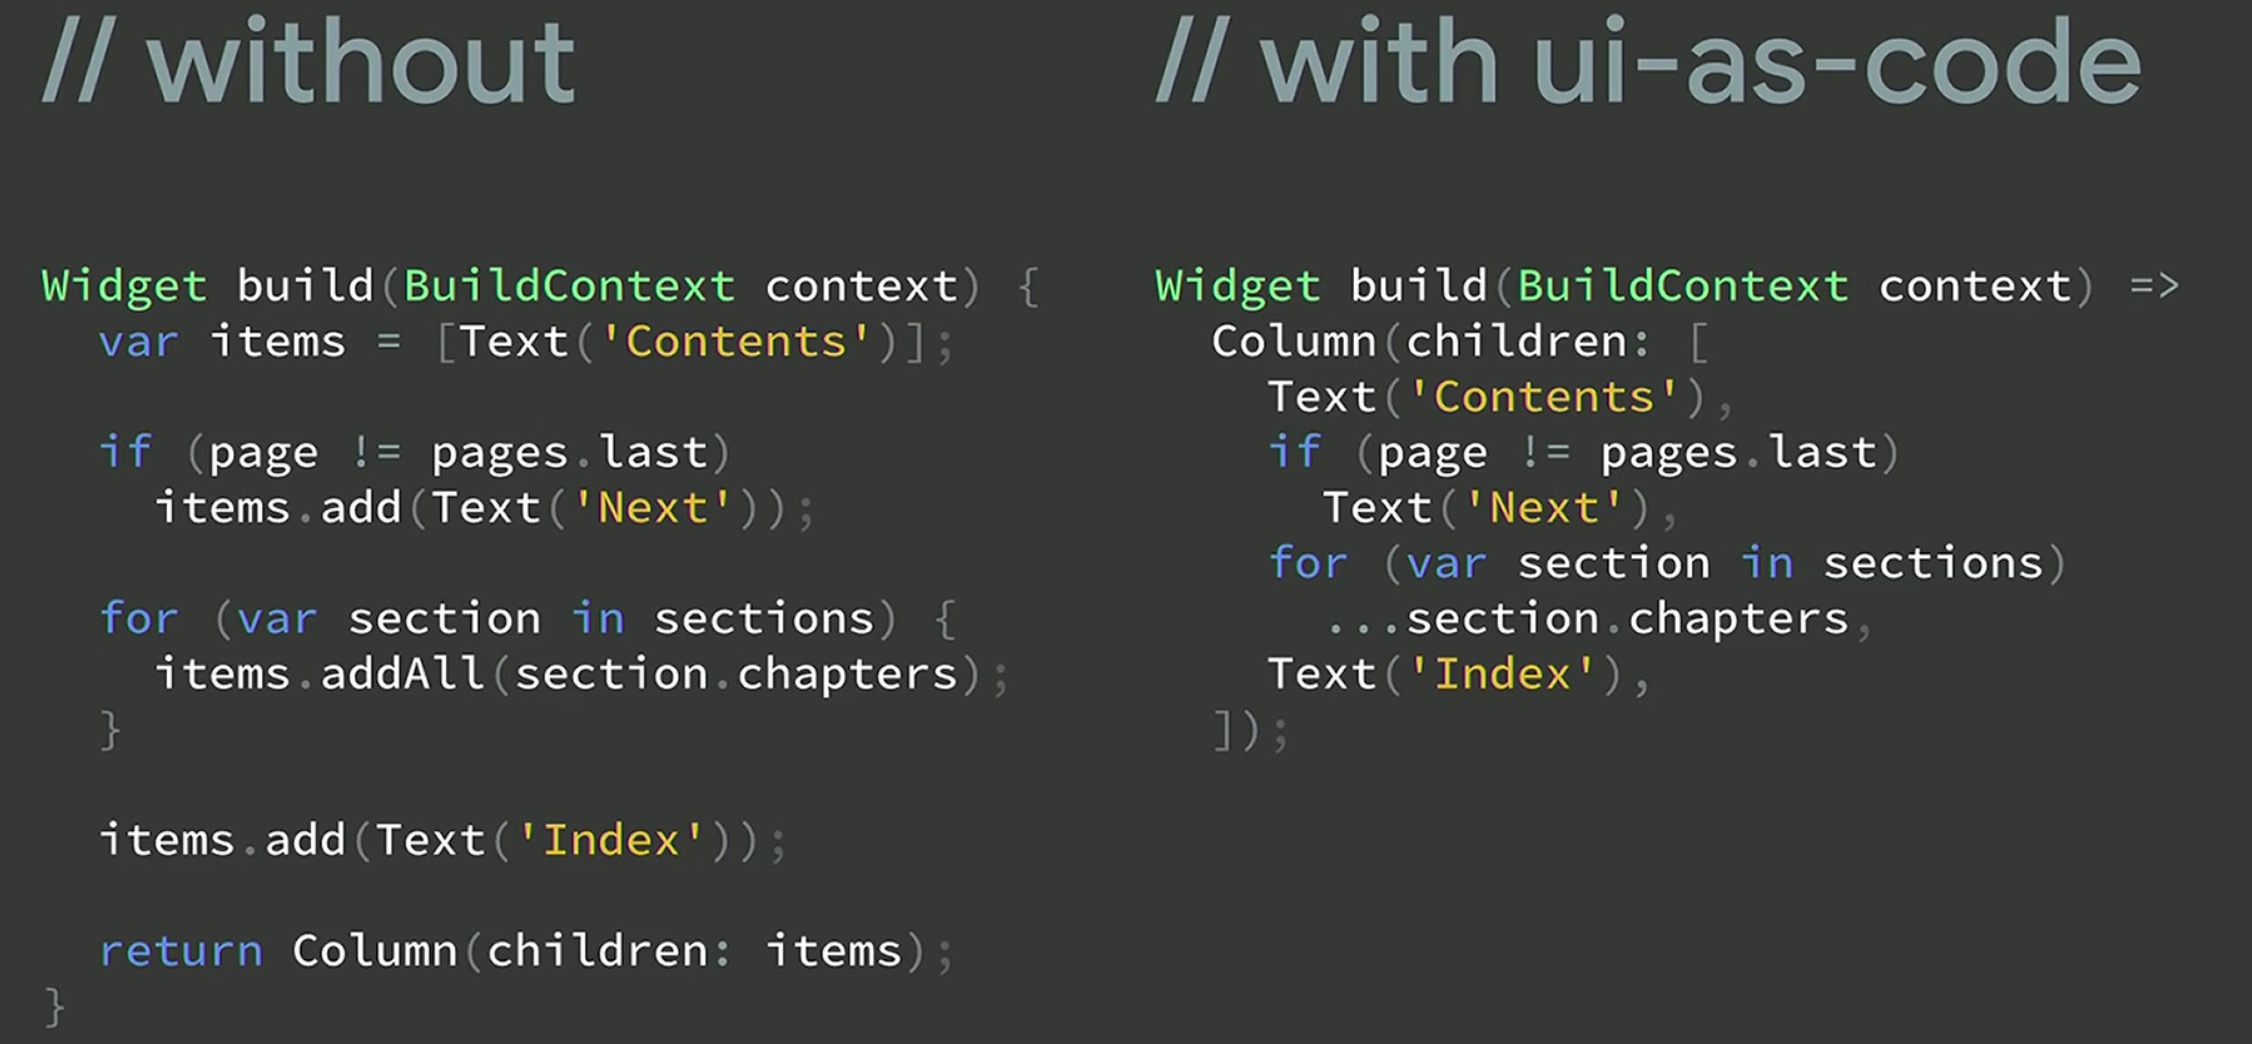 // without
Widget build(BuildContext context) {
  var items = [Text('Contents')];

  if (page != pages.last)
    items.add(Text('Next'));

  for (var section in sections) {
    items.addAll(section.chapters);
  }

  items.add(Text('Index'));

  return Column(children: items);
}
// with ui-as-code
Widget build(BuildContext context) =>
  Column(children: [
    Text('Contents'),
    if (page != pages.last)
      Text('Next'),
    for (var section in sections)
      ...section.chapters,
    Text('Index'),
  ]);